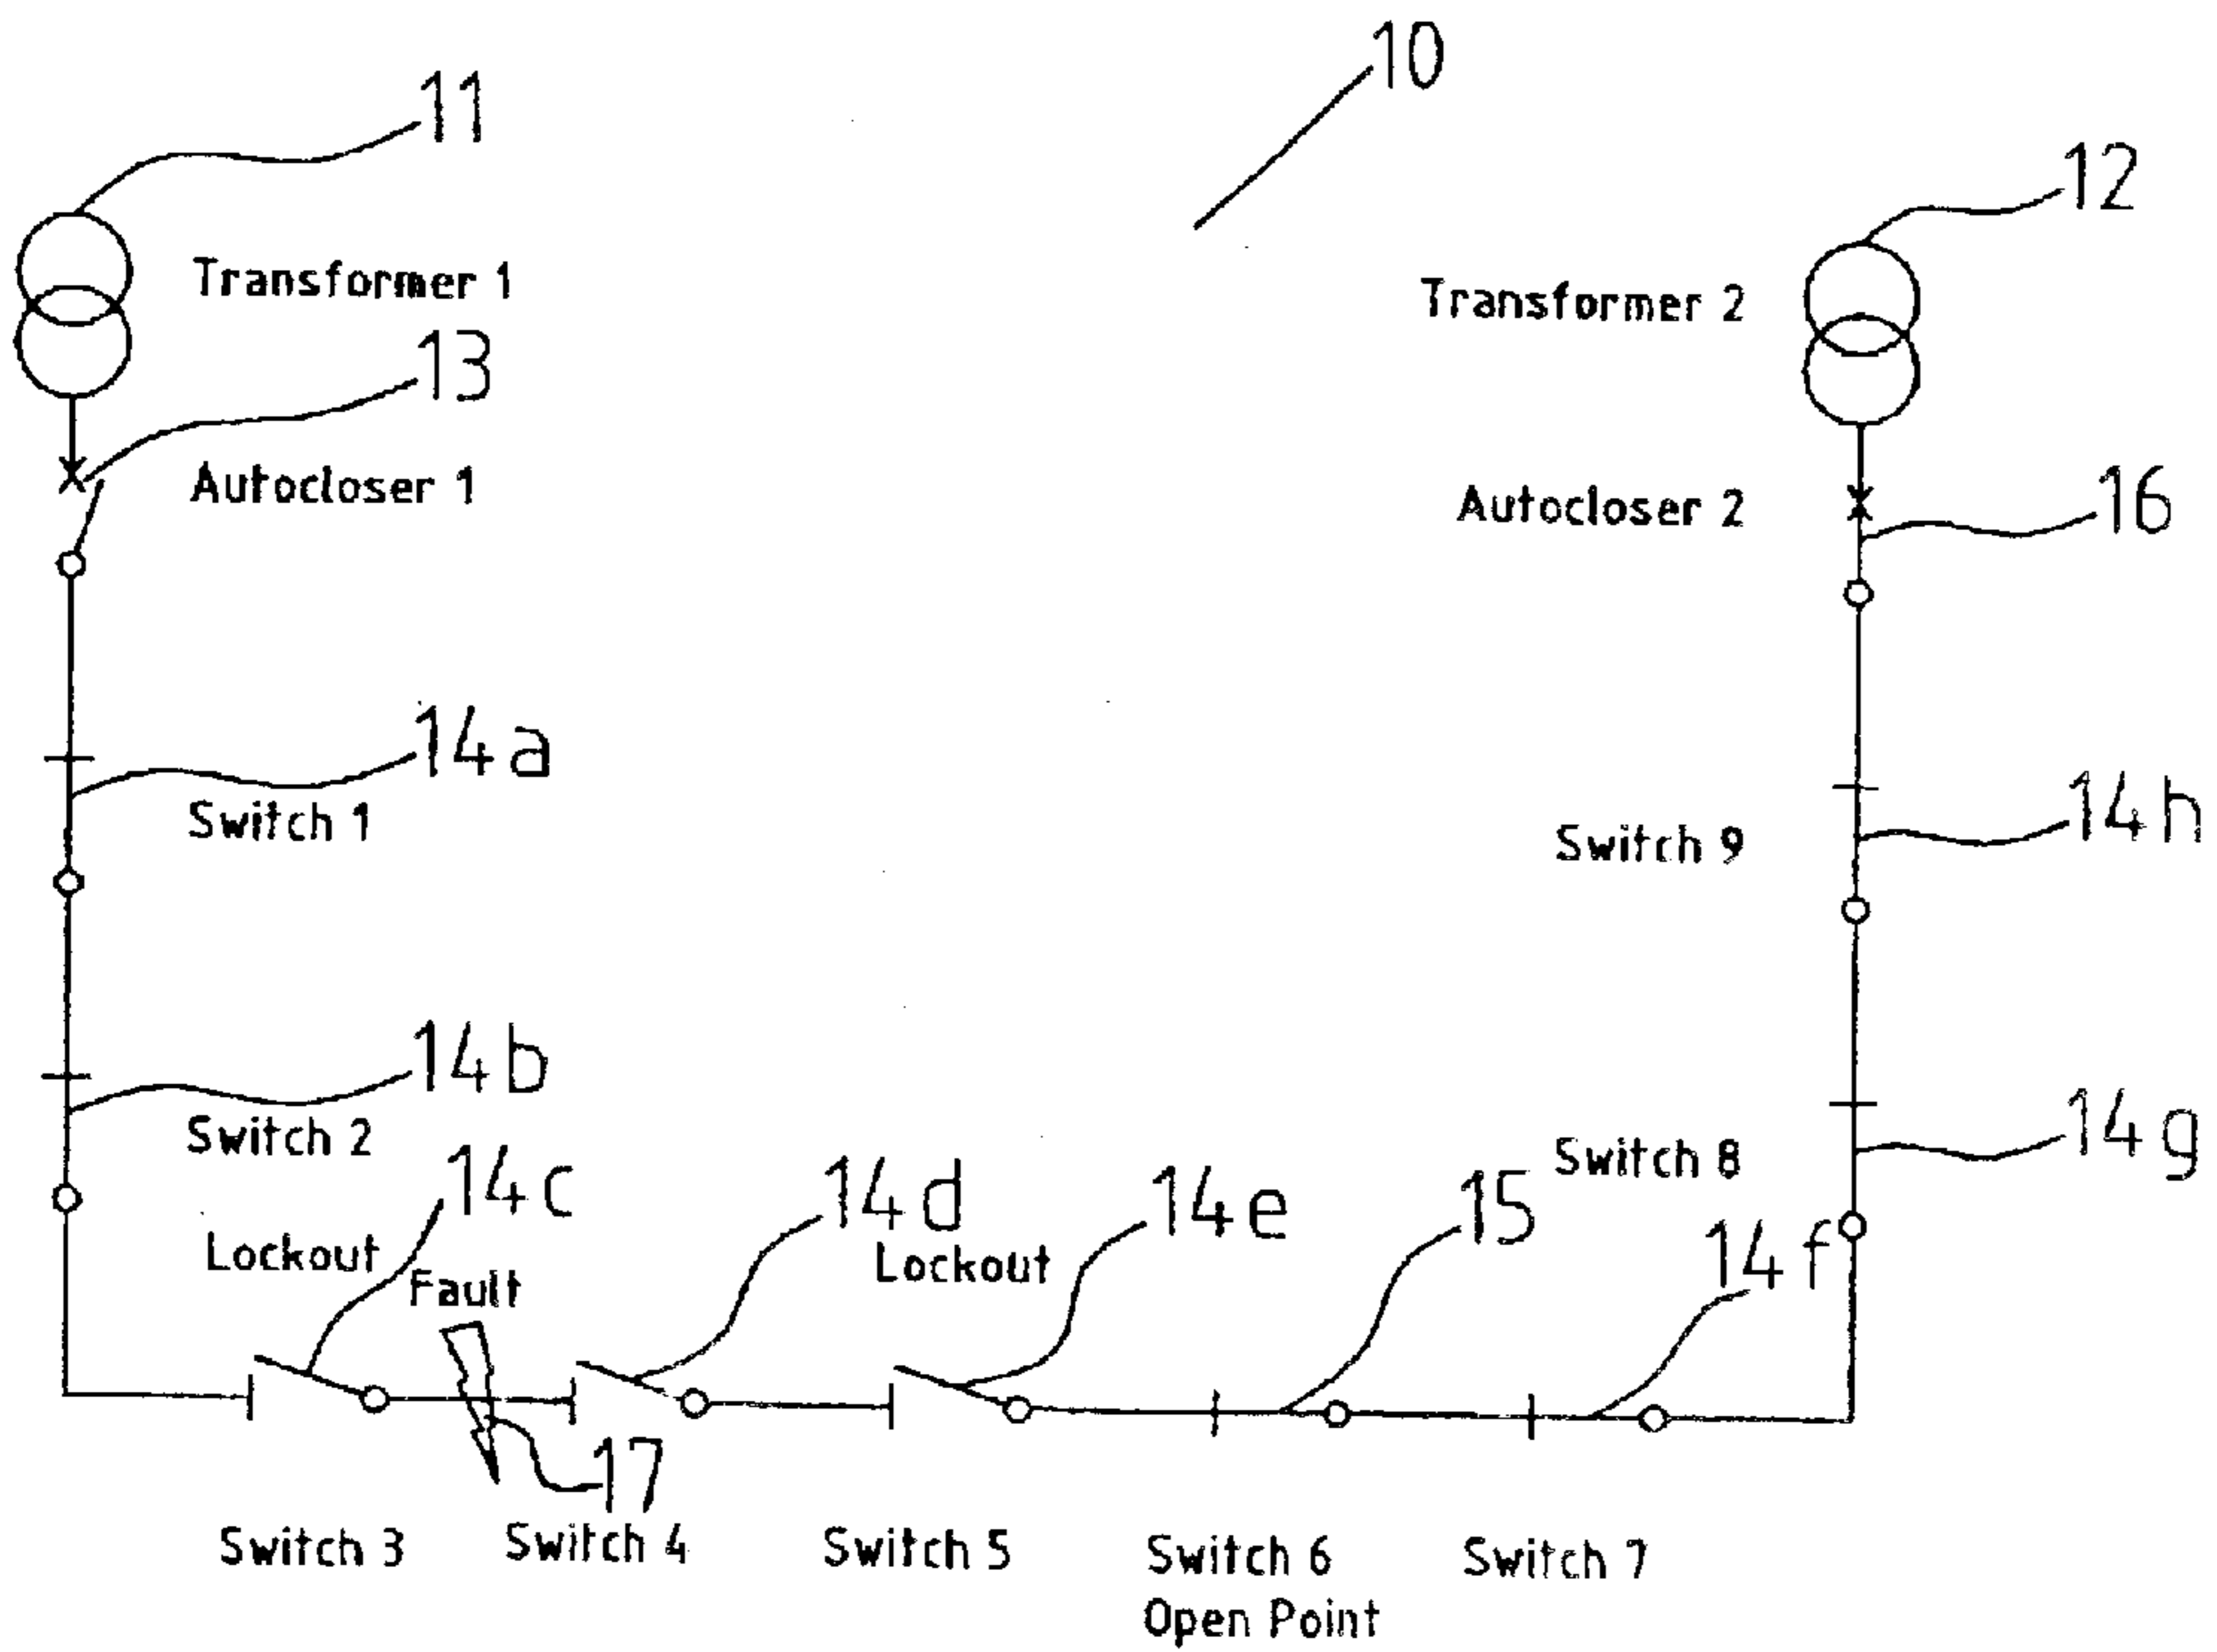 10
11
12
Transformer 1
Transformer 2
13
Autocloser 1
Autocloser 2
16
14a
Switch 1
Switch 9
14h
14b
Switch 2
Switch 8
14g
14c
14d
14e
15
14f
Lockout
Fault
Lockout
17
Switch 3
Switch 4
Switch 5
Switch 6
Open Point
Switch 7